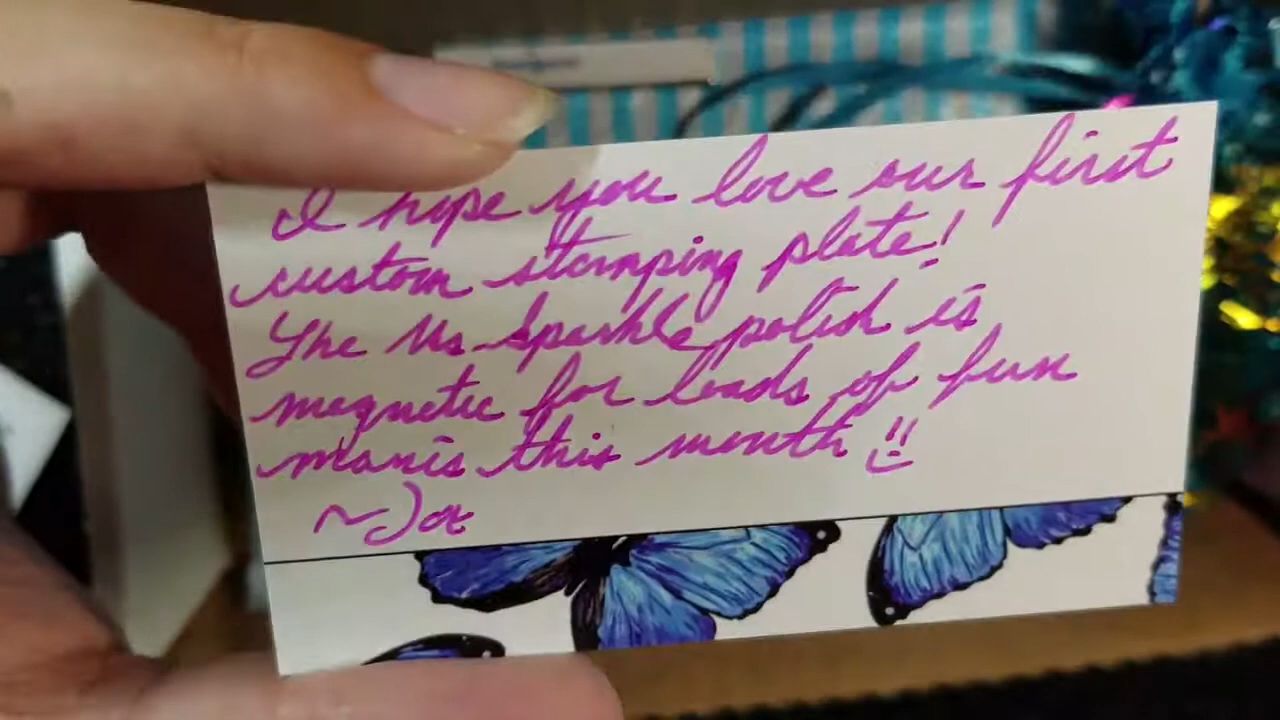 I hope you love our first
custom stamping plate!
The Ms Sparkle polish is
magnetic for loads of fun
manis this month!!
~Jot